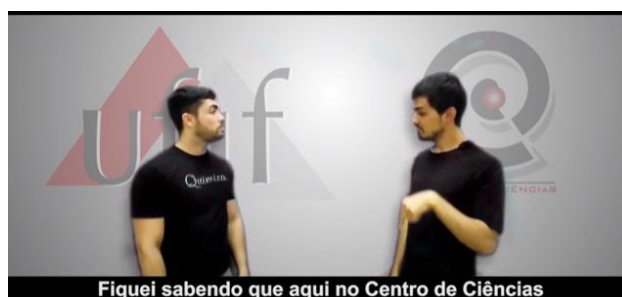 ufjf
Química
CIÊNCIAS
Fiquei sabendo que aqui no Centro de Ciências